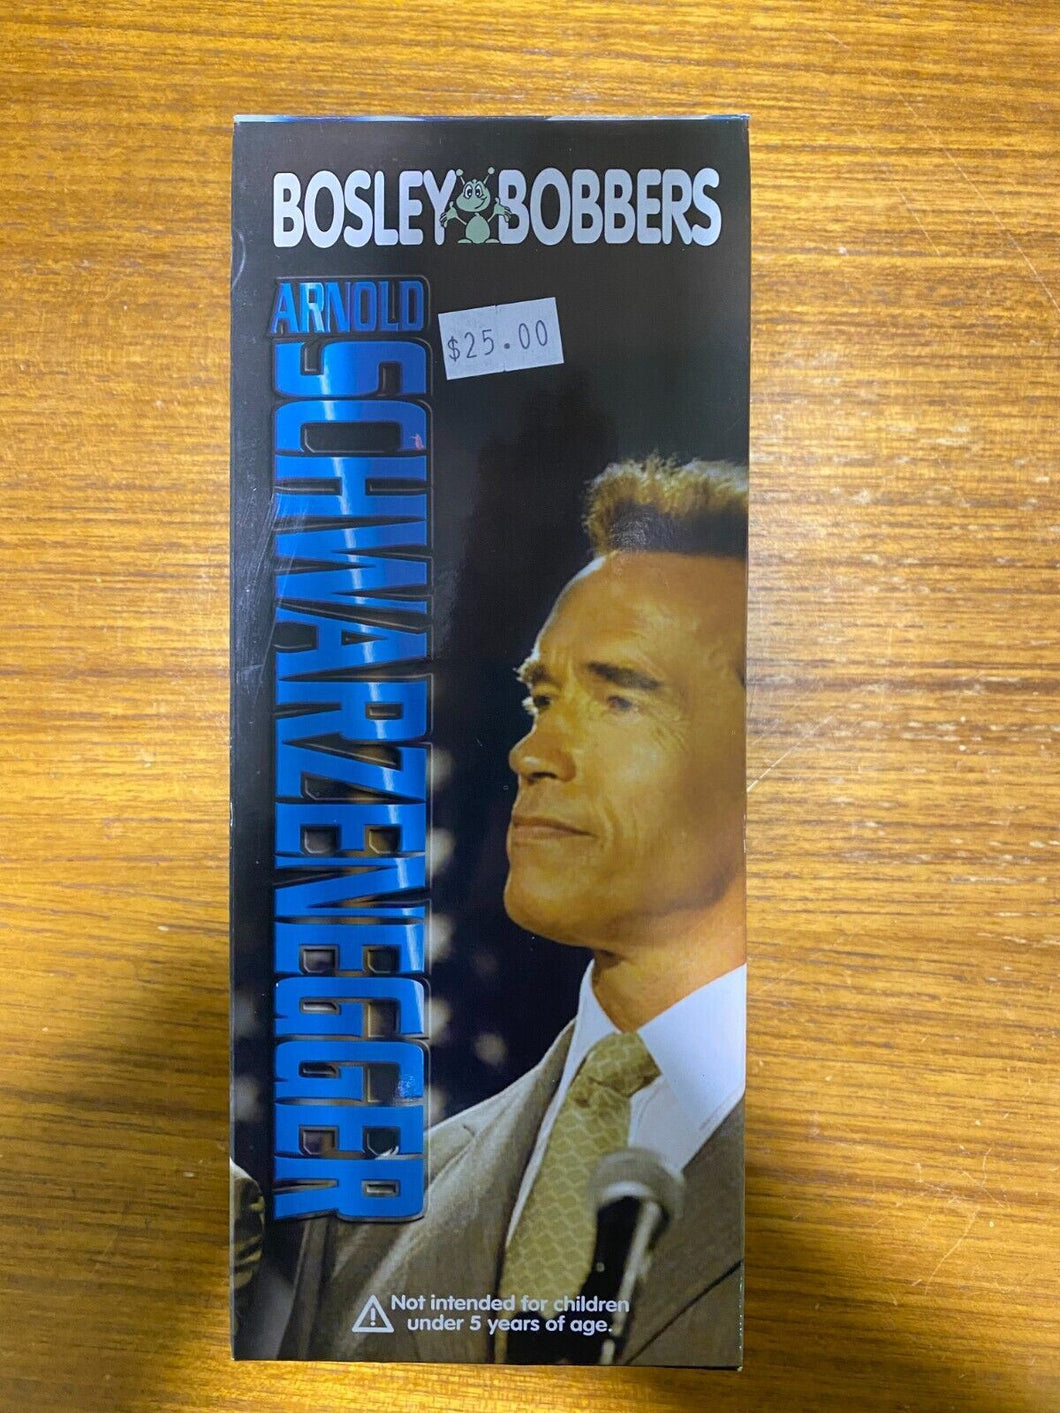 BOSLEY BOBBERS
ARNOLD
SCHWARZENEGGER
$25.00
Not intended for children
under 5 years of age.